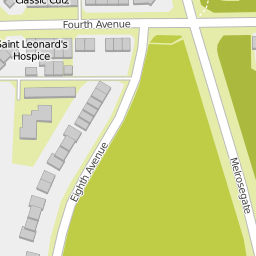 Classic Cutz
Fourth Avenue
Saint Leonard's
Hospice
Eighth Avenue
Melrosegate